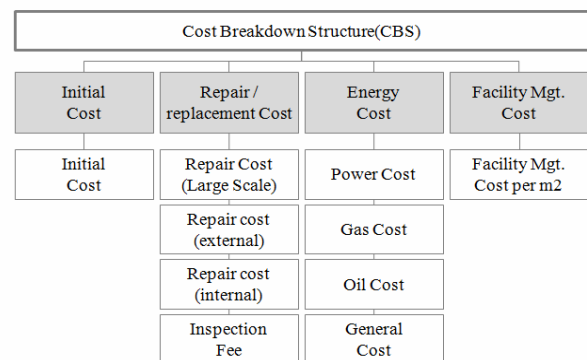 Cost Breakdown Structure(CBS)
Initial
Cost
Repair /
replacement Cost
Energy
Cost
Facility Mgt.
Cost
Initial
Cost
Repair Cost
(Large Scale)
Power Cost
Facility Mgt.
Cost per m2
Repair cost
(external)
Gas Cost
Repair cost
(internal)
Oil Cost
Inspection
Fee
General
Cost